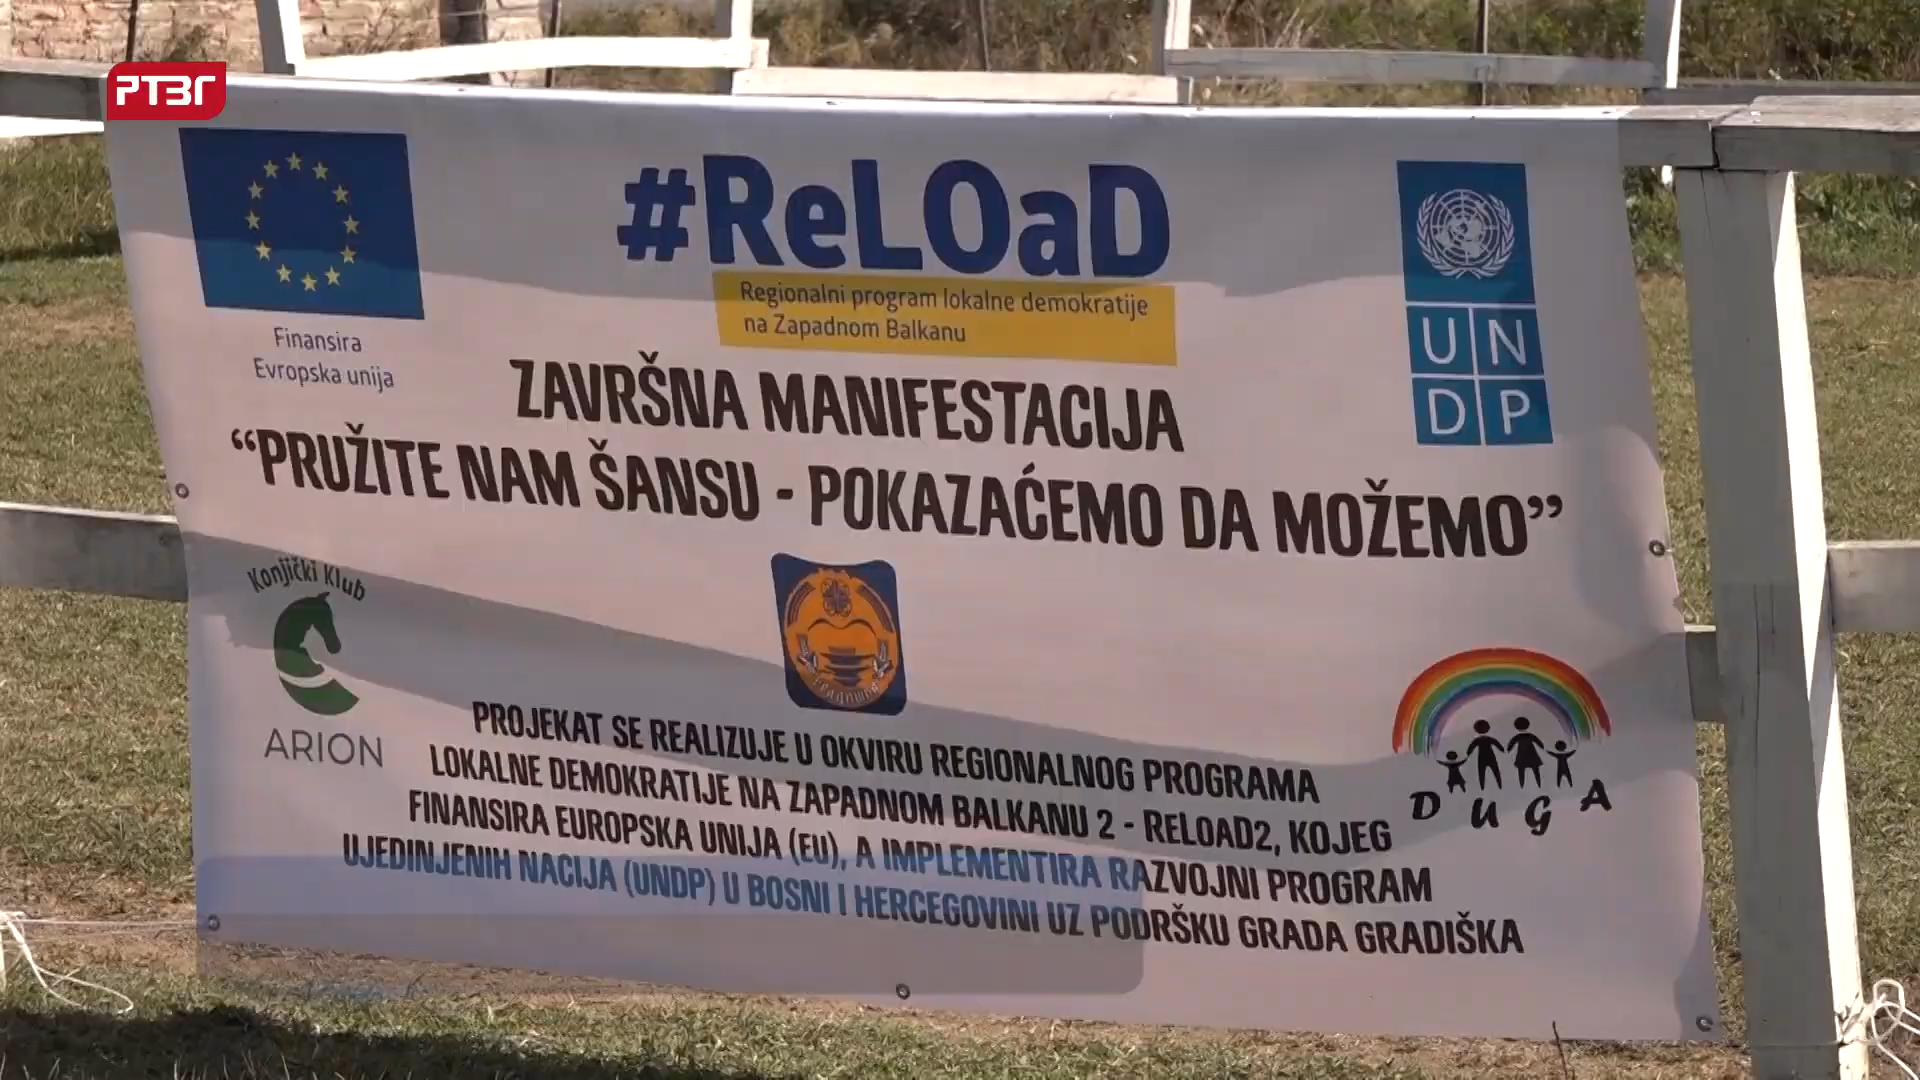 РТВГ
#ReLOaD
Regionalni program lokalne demokratije
na Zapadnom Balkanu
Finansira
Evropska unija
UN
DP
ZAVRŠNA MANIFESTACIJA
“PRUŽITE NAM ŠANSU - POKAZAĆEMO DA MOŽEMO”
Konjički Klub
ARION
DUGA
PROJEKAT SE REALIZUJE U OKVIRU REGIONALNOG PROGRAMA
LOKALNE DEMOKRATIJE NA ZAPADNOM BALKANU 2 - RELOAD2, KOJEG
FINANSIRA EUROPSKA UNIJA (EU), A IMPLEMENTIRA RAZVOJNI PROGRAM
UJEDINJENIH NACIJA (UNDP) U BOSNI I HERCEGOVINI UZ PODRŠKU GRADA GRADIŠKA